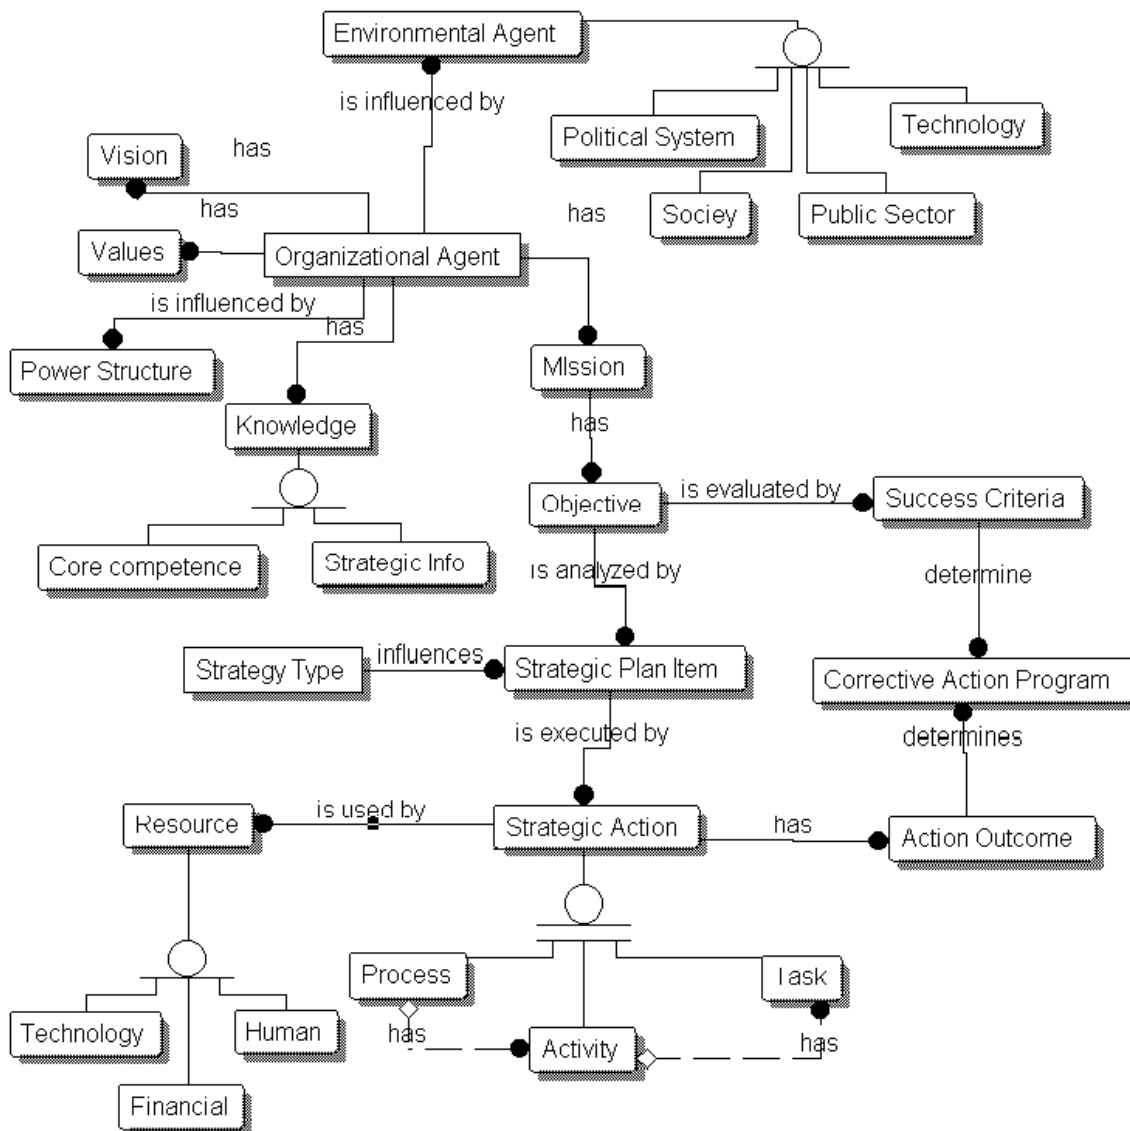 Environmental Agent
is influenced by
Political System
Technology
Vision
has
has
Sociey
has
Public Sector
Values
Organizational Agent
is influenced by
has
Power Structure
MIssion
Knowledge
has
Objective
is evaluated by
Success Criteria
Core competence
Strategic Info
is analyzed by
determine
Strategy Type
influences
Strategic Plan Item
Corrective Action Program
is executed by
determines
Resource
is used by
Strategic Action
has
Action Outcome
Process
Task
Technology
Human
has
Activity
has
Financial